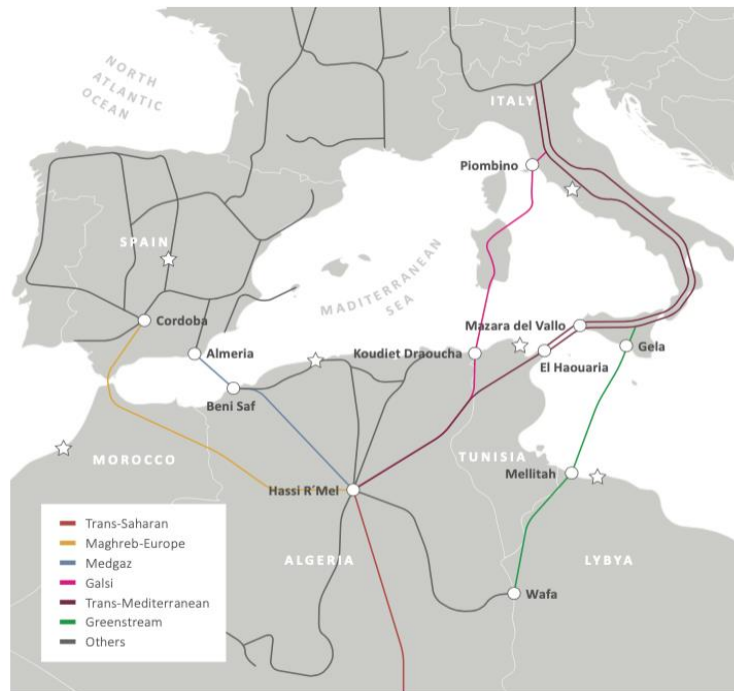 NORTH
ATLANTIC
OCEAN
ITALY
Piombino
SPAIN
MADITERRANEAN
SEA
Cordoba
Mazara del Vallo
Almeria
Koudiet Draoucha
Gela
El Haouaria
Beni Saf
MOROCCO
TUNISIA
Mellitah
Hassi R´Mel
Trans-Saharan
Maghreb-Europe
Medgaz
Galsi
Trans-Mediterranean
Greenstream
Others
ALGERIA
LYBYA
Wafa